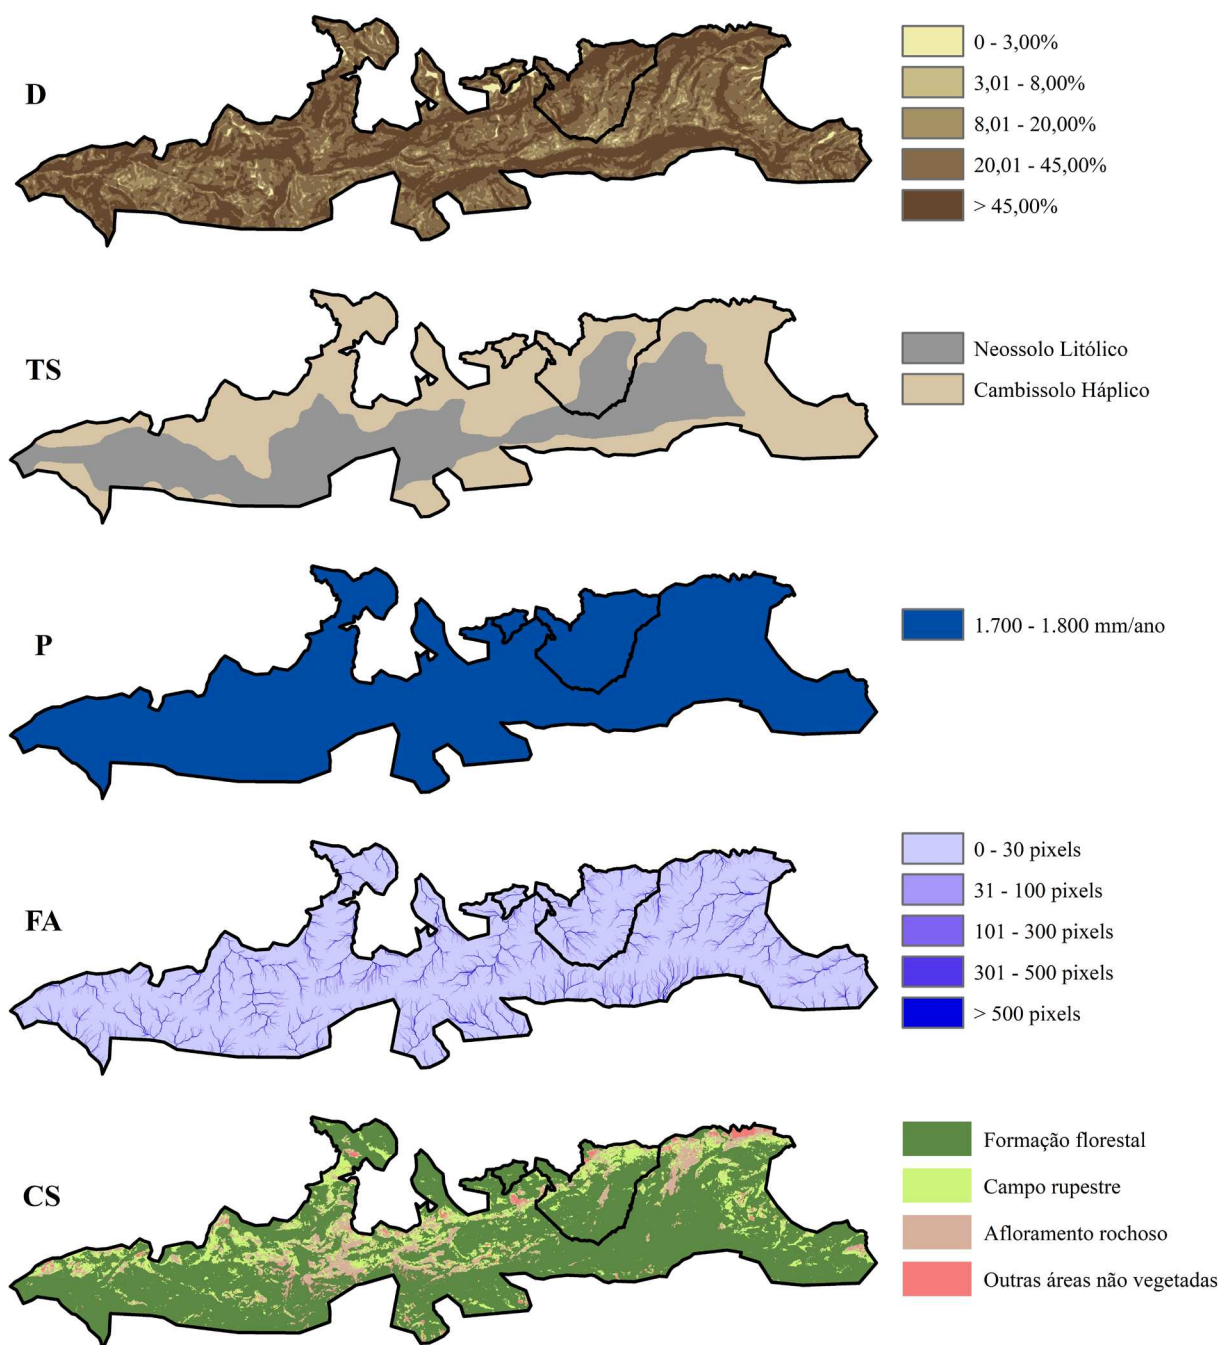 D
0 - 3,00%
3,01 - 8,00%
8,01 - 20,00%
20,01 - 45,00%
> 45,00%
TS
Neossolo Litólico
Cambissolo Háplico
P
1.700 - 1.800 mm/ano
FA
0 - 30 pixels
31 - 100 pixels
101 - 300 pixels
301 - 500 pixels
> 500 pixels
CS
Formação florestal
Campo rupestre
Afloramento rochoso
Outras áreas não vegetadas